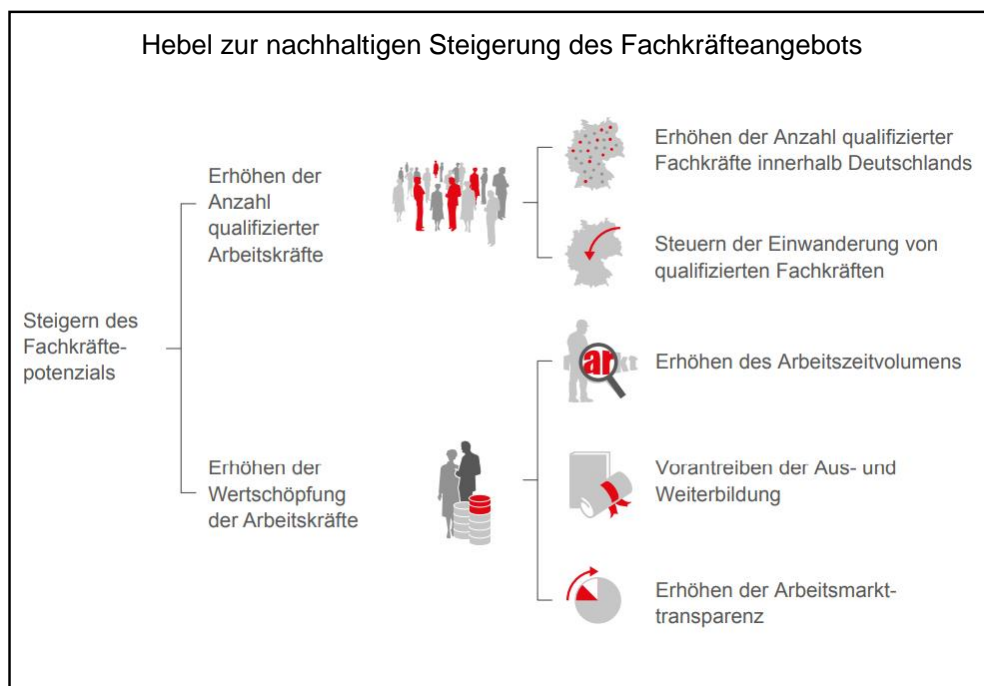 Hebel zur nachhaltigen Steigerung des Fachkräfteangebots
Steigern des
Fachkräfte-
potenzials
Erhöhen der
Anzahl
qualifizierter
Arbeitskräfte
Erhöhen der Anzahl qualifizierter
Fachkräfte innerhalb Deutschlands
Steuern der Einwanderung von
qualifizierten Fachkräften
Erhöhen der
Wertschöpfung
der Arbeitskräfte
arkt
Erhöhen des Arbeitszeitvolumens
Vorantreiben der Aus- und
Weiterbildung
Erhöhen der Arbeitsmarkt-
transparenz